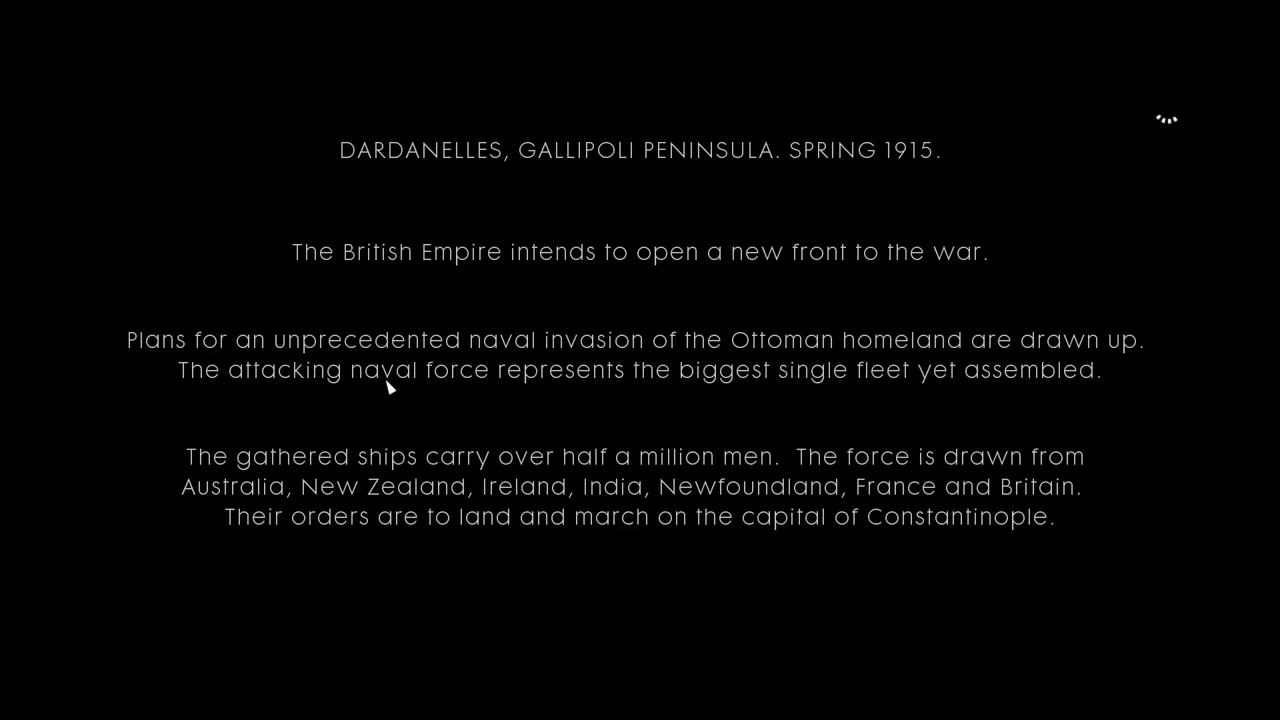 DARDANELLES, GALLIPOLI PENINSULA. SPRING 1915.
The British Empire intends to open a new front to the war.
Plans for an unprecedented naval invasion of the Ottoman homeland are drawn up.
The attacking naval force represents the biggest single fleet yet assembled.
The gathered ships carry over half a million men.  The force is drawn from
Australia, New Zealand, Ireland, India, Newfoundland, France and Britain.
Their orders are to land and march on the capital of Constantinople.